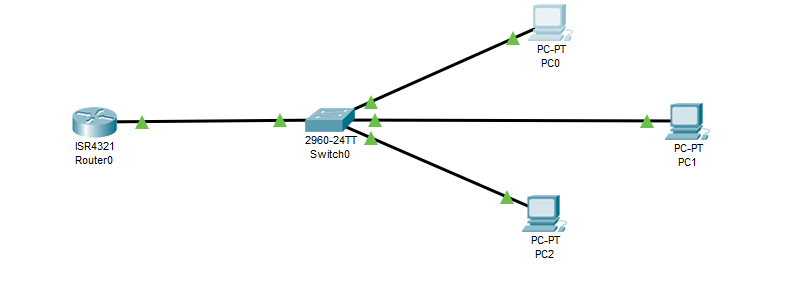 PC-PT
PC0
ISR4321
Router0
2960-24TT
Switch0
PC-PT
PC1
PC-PT
PC2